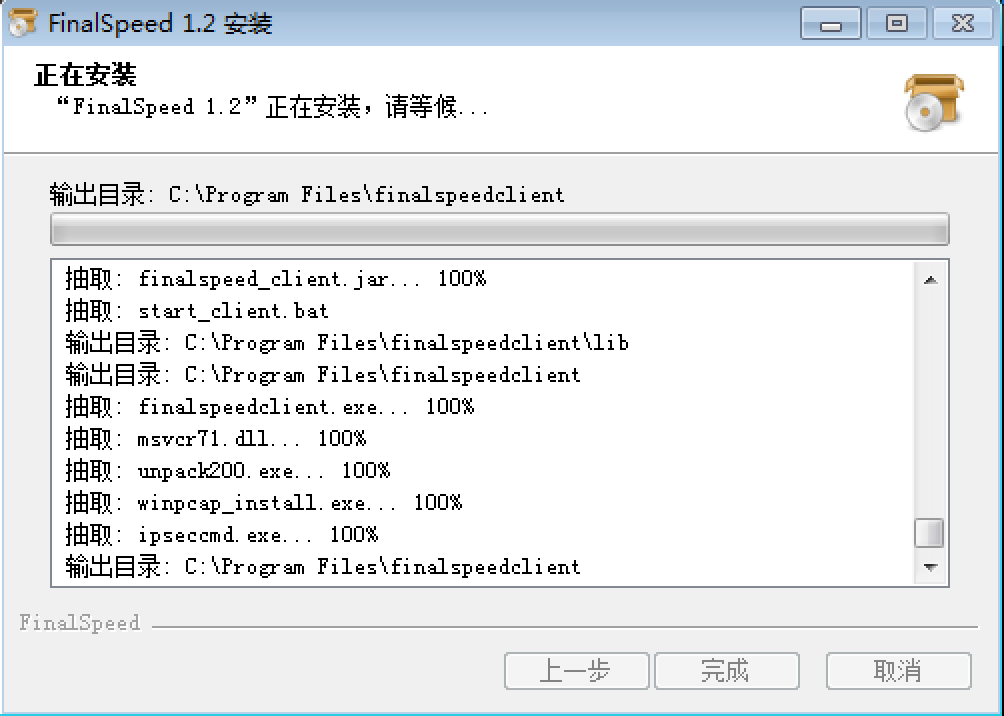 FinalSpeed 1.2 安装
正在安装
“FinalSpeed 1.2”正在安装，请等候...
输出目录: C:\Program Files\finalspeedclient
抽取: finalspeed_client.jar... 100%
抽取: start_client.bat
输出目录: C:\Program Files\finalspeedclient\lib
输出目录: C:\Program Files\finalspeedclient
抽取: finalspeedclient.exe... 100%
抽取: msvcr71.dll... 100%
抽取: unpack200.exe... 100%
抽取: winpcap_install.exe... 100%
抽取: ipseccmd.exe... 100%
输出目录: C:\Program Files\finalspeedclient
FinalSpeed
上一步 完成 取消